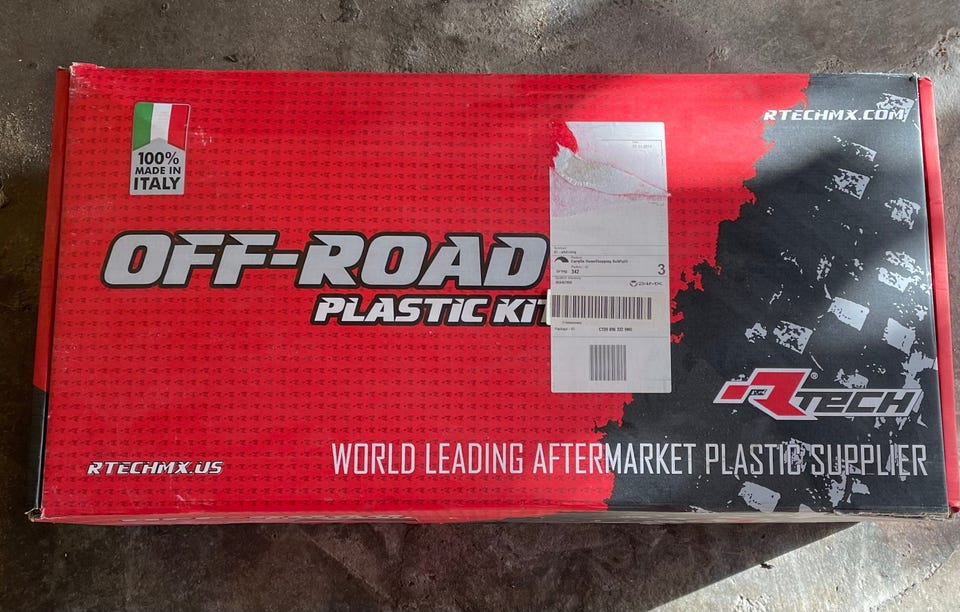 RTECHMX.COM
100%
MADE IN
ITALY
OFF-ROAD
PLASTIC KIT
3
242
RTECH
®
WORLD LEADING AFTERMARKET PLASTIC SUPPLIER
RTECHMX.US